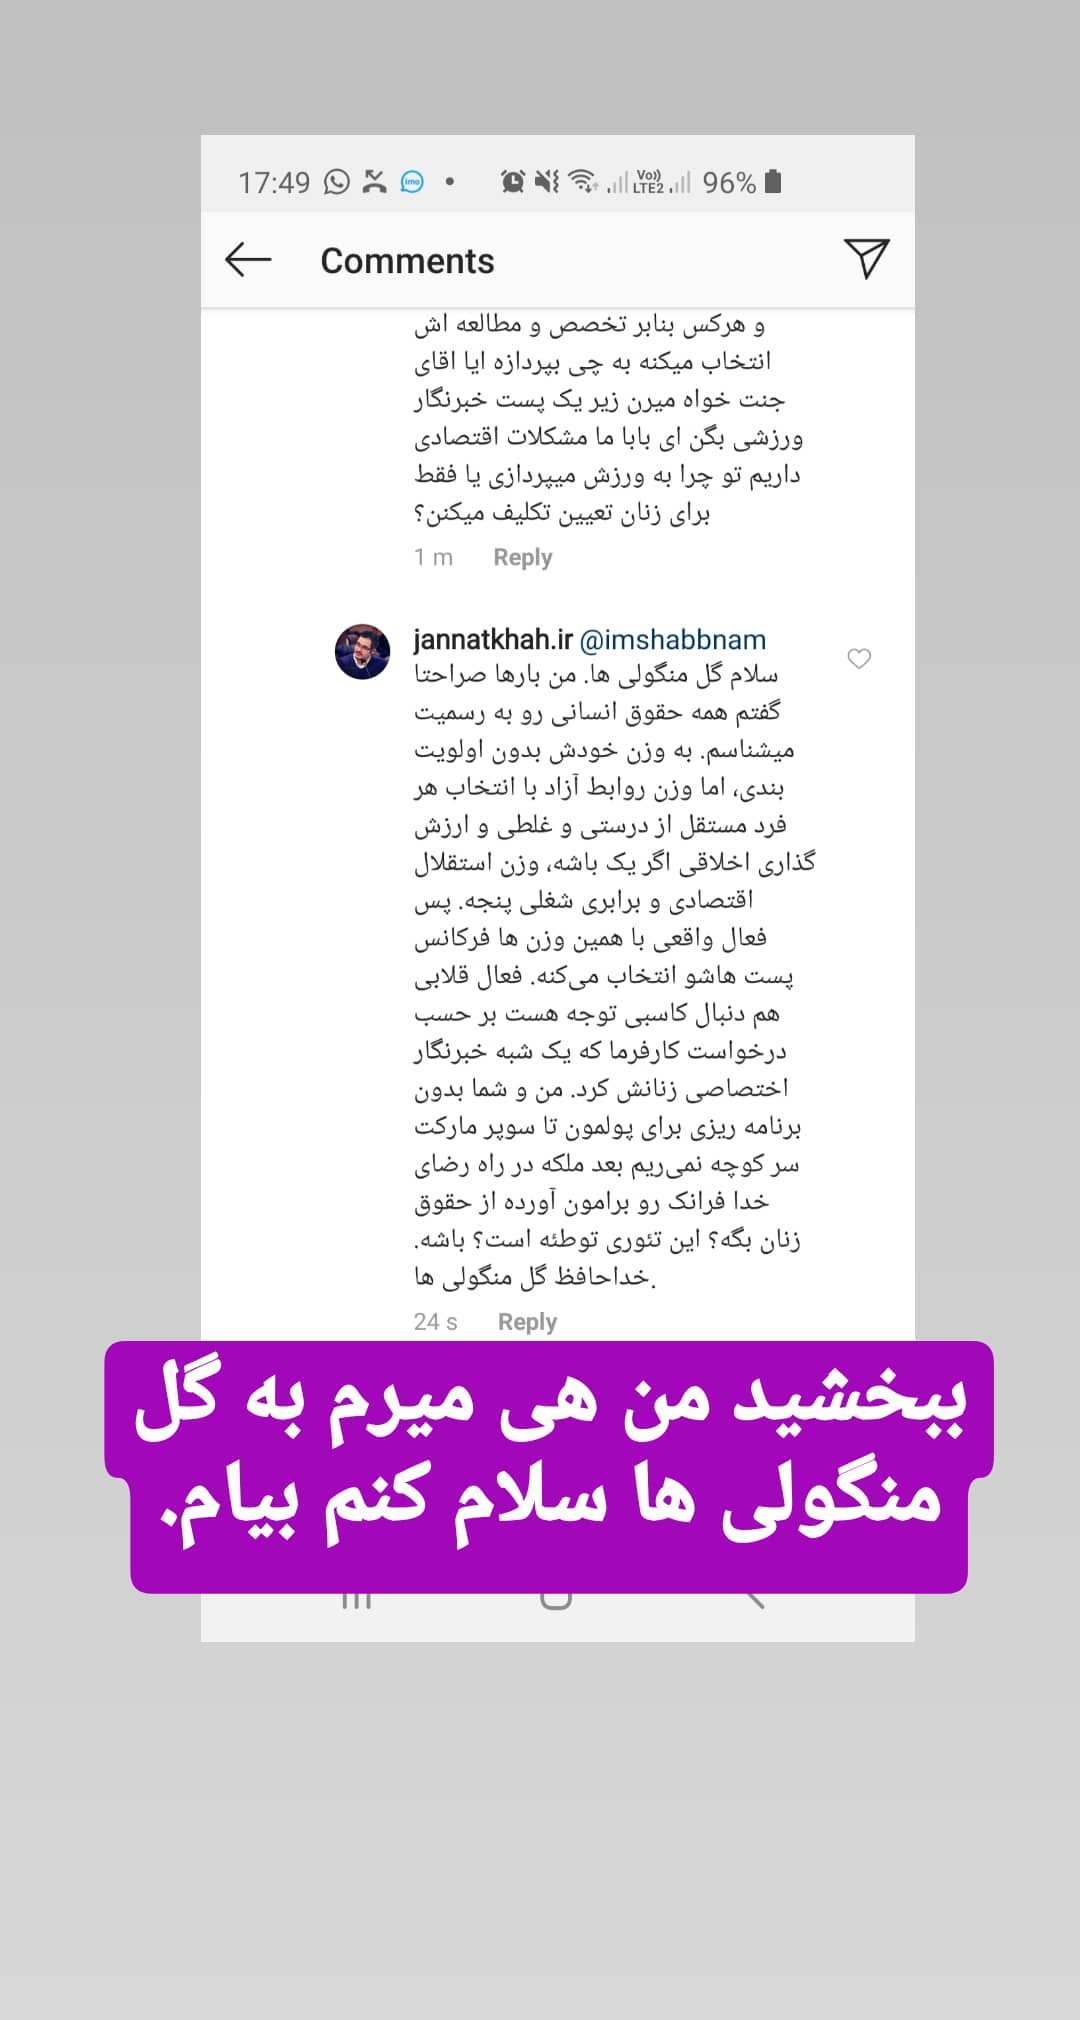 17:49 imo Vo)) LTE2 96%
Comments
و هرکس بنابر تخصص و مطالعه اش
انتخاب میکنه به چی بپردازه ایا اقای
جنت خواه میرن زیر یک پست خبرنگار
ورزشی بگن ای بابا ما مشکلات اقتصادی
داریم تو چرا به ورزش میپردازی یا فقط
برای زنان تعیین تکلیف میکنن؟
1 m Reply
jannatkhah.ir @imshabbnam
سلام گل منگولی ها. من بارها صراحتا
گفتم همه حقوق انسانی رو به رسمیت
میشناسم. به وزن خودش بدون اولویت
بندی، اما وزن روابط آزاد با انتخاب هر
فرد مستقل از درستی و غلطی و ارزش
گذاری اخلاقی اگر یک باشه، وزن استقلال
اقتصادی و برابری شغلی پنجه. پس
فعال واقعی با همین وزن ها فرکانس
پست هاشو انتخاب می‌کنه. فعال قلابی
هم دنبال کاسبی توجه هست بر حسب
درخواست کارفرما که یک شبه خبرنگار
اختصاصی زنانش کرد. من و شما بدون
برنامه ریزی برای پولمون تا سوپر مارکت
سر کوچه نمی‌ریم بعد ملکه در راه رضای
خدا فرانک رو برامون آورده از حقوق
زنان بگه؟ این تئوری توطئه است؟ باشه.
خداحافظ گل منگولی ها.
24 s Reply
ببخشید من هی میرم به گل
منگولی ها سلام کنم بیام.